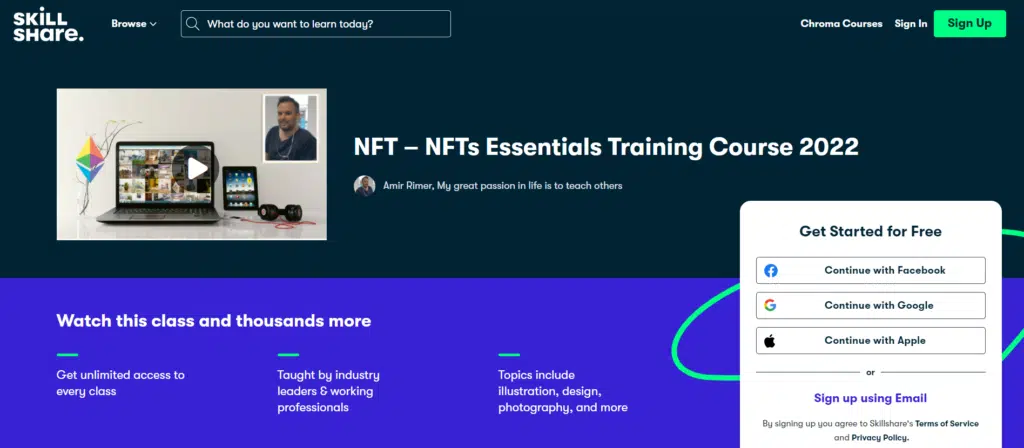 SKILL
SHare.
Browse
What do you want to learn today?
Chroma Courses
Sign In
Sign Up
NFT – NFTs Essentials Training Course 2022
Amir Rimer, My great passion in life is to teach others
Get Started for Free
Continue with Facebook
Continue with Google
Continue with Apple
or
Sign up using Email
By signing up you agree to Skillshare's Terms of Service
and Privacy Policy.
Watch this class and thousands more
Get unlimited access to
every class
Taught by industry
leaders & working
professionals
Topics include
illustration, design,
photography, and more